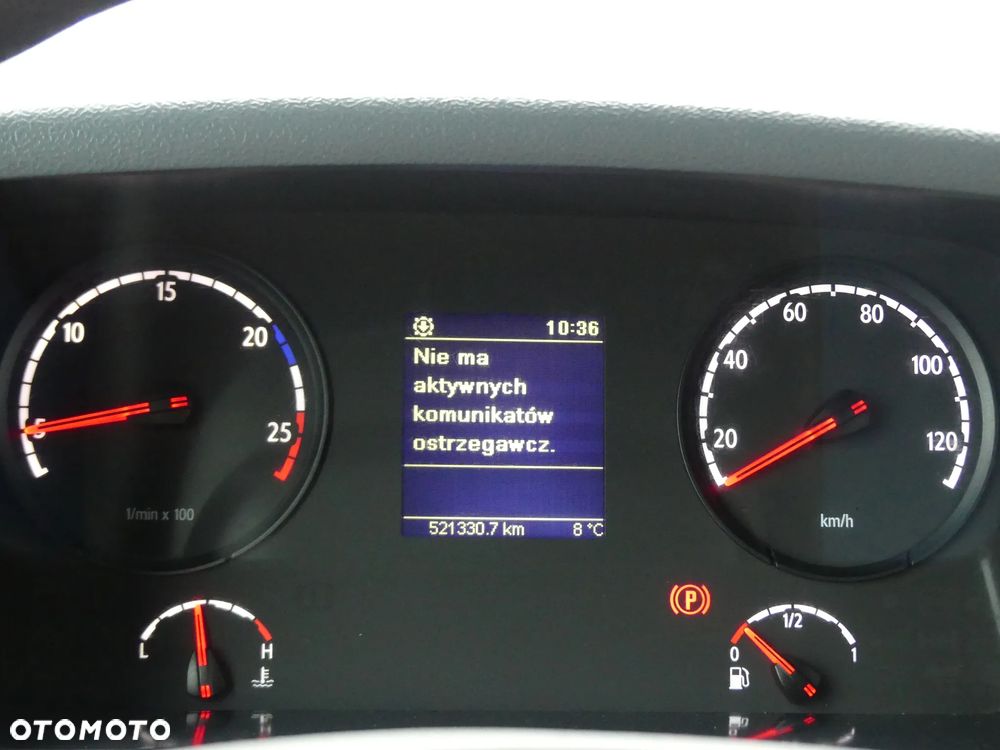 10:36
Nie ma
aktywnych
komunikatów
ostrzegawcz.
521330.7 km 8 °C
5
10
15
20
25
1/min x 100
20
40
60
80
100
120
km/h
L H
P
0 1/2 1
OTOMOTO